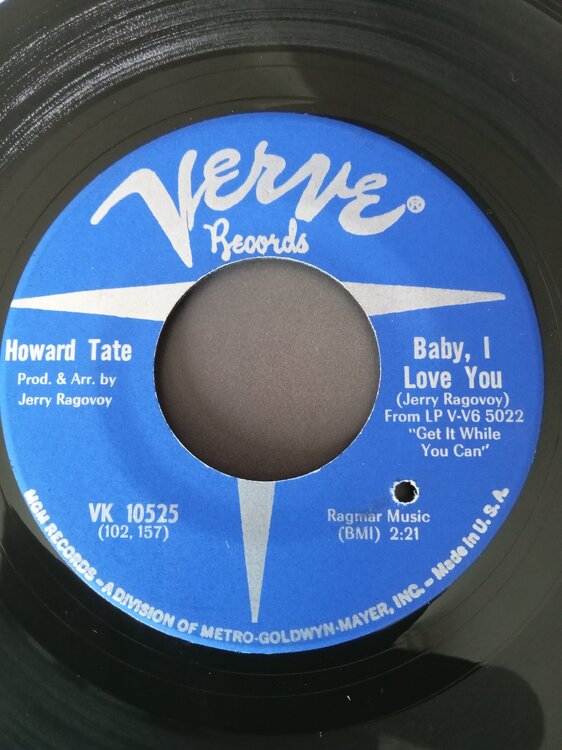 Verve®
Records
Howard Tate
Prod. & Arr. by
Jerry Ragovoy
Baby, I
Love You
(Jerry Ragovoy)
From LP V-V6 5022
"Get It While
You Can"
VK 10525
(102,157)
Ragmar Music
(BMI) 2:21
MGM RECORDS - A DIVISION OF METRO-GOLDWYN-MAYER, INC. - Made in U.S.A.